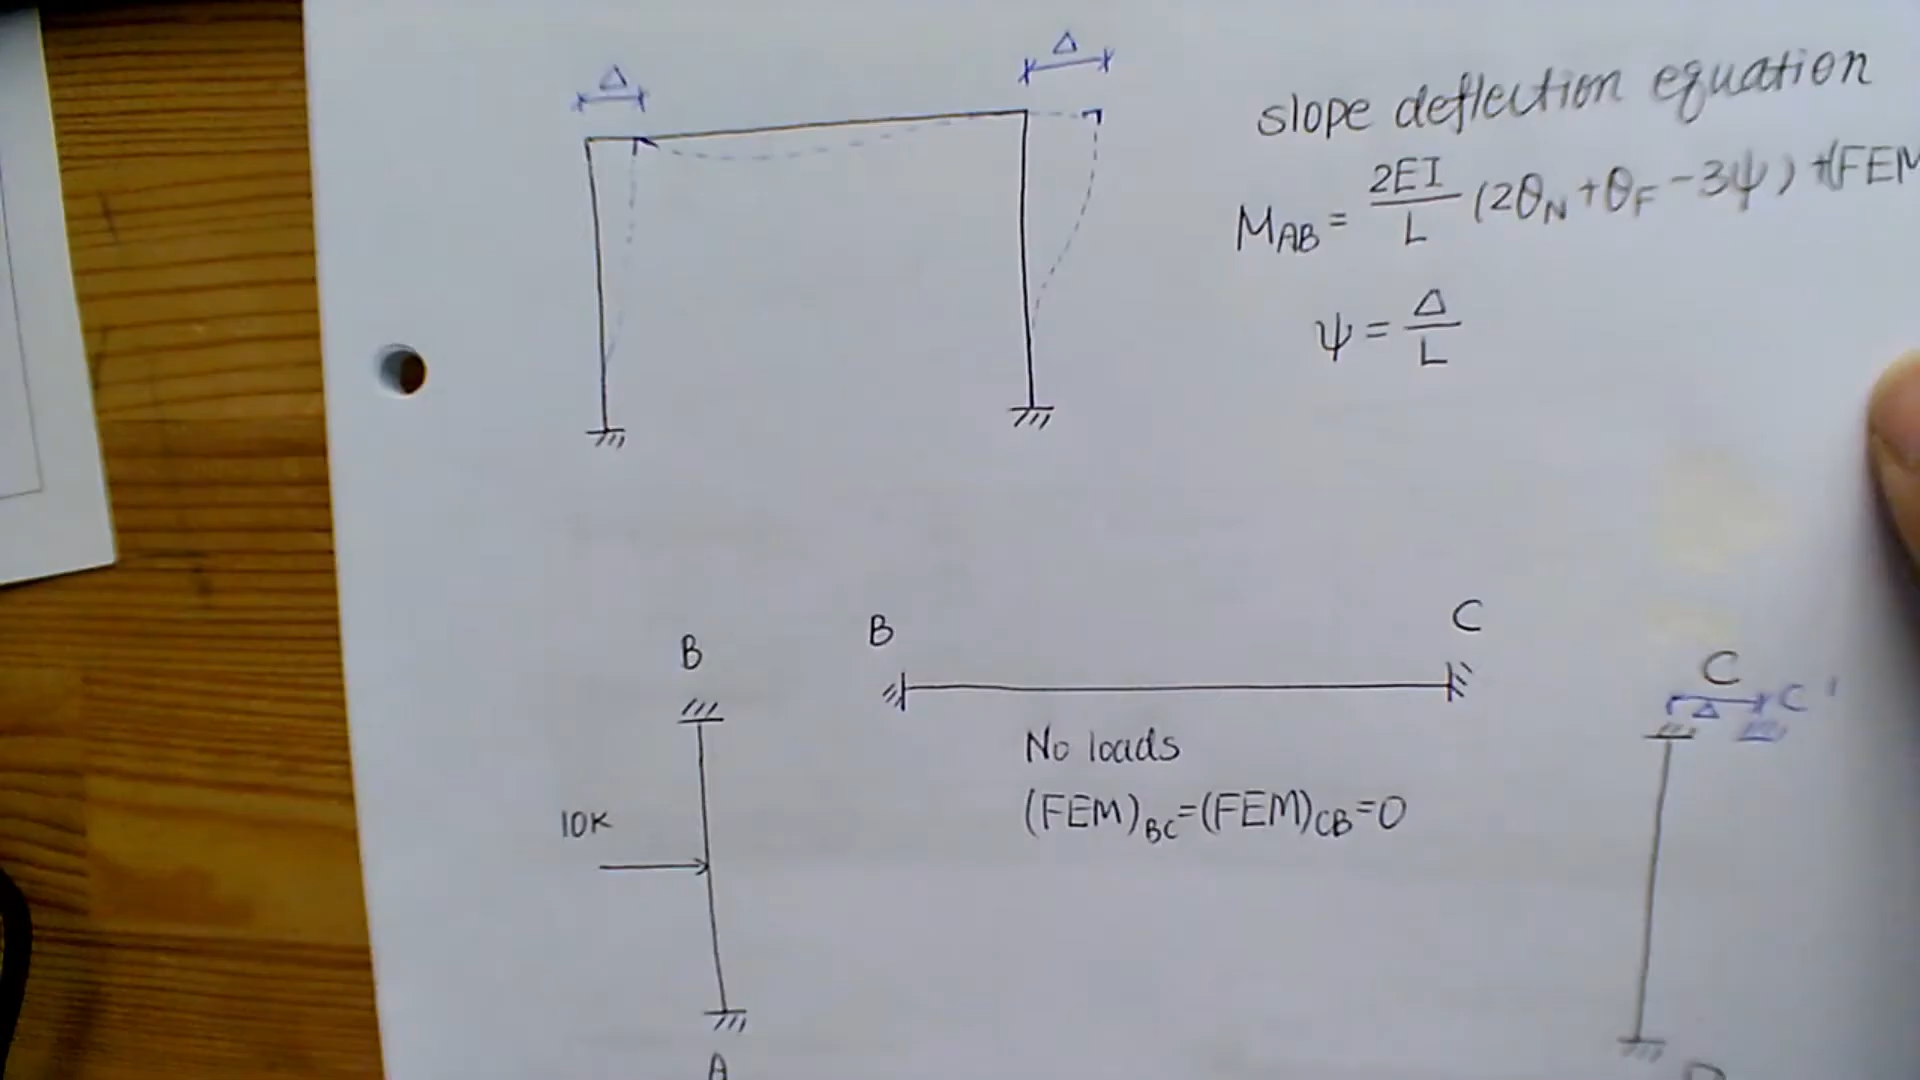 Δ
Δ
slope deflection equation
M_AB = 2EI/L (2θ_N + θ_F - 3ψ) + (FEM
ψ = Δ/L
B
B
C
C
C'
Δ
No loads
(FEM)_BC = (FEM)_CB = 0
10K
A